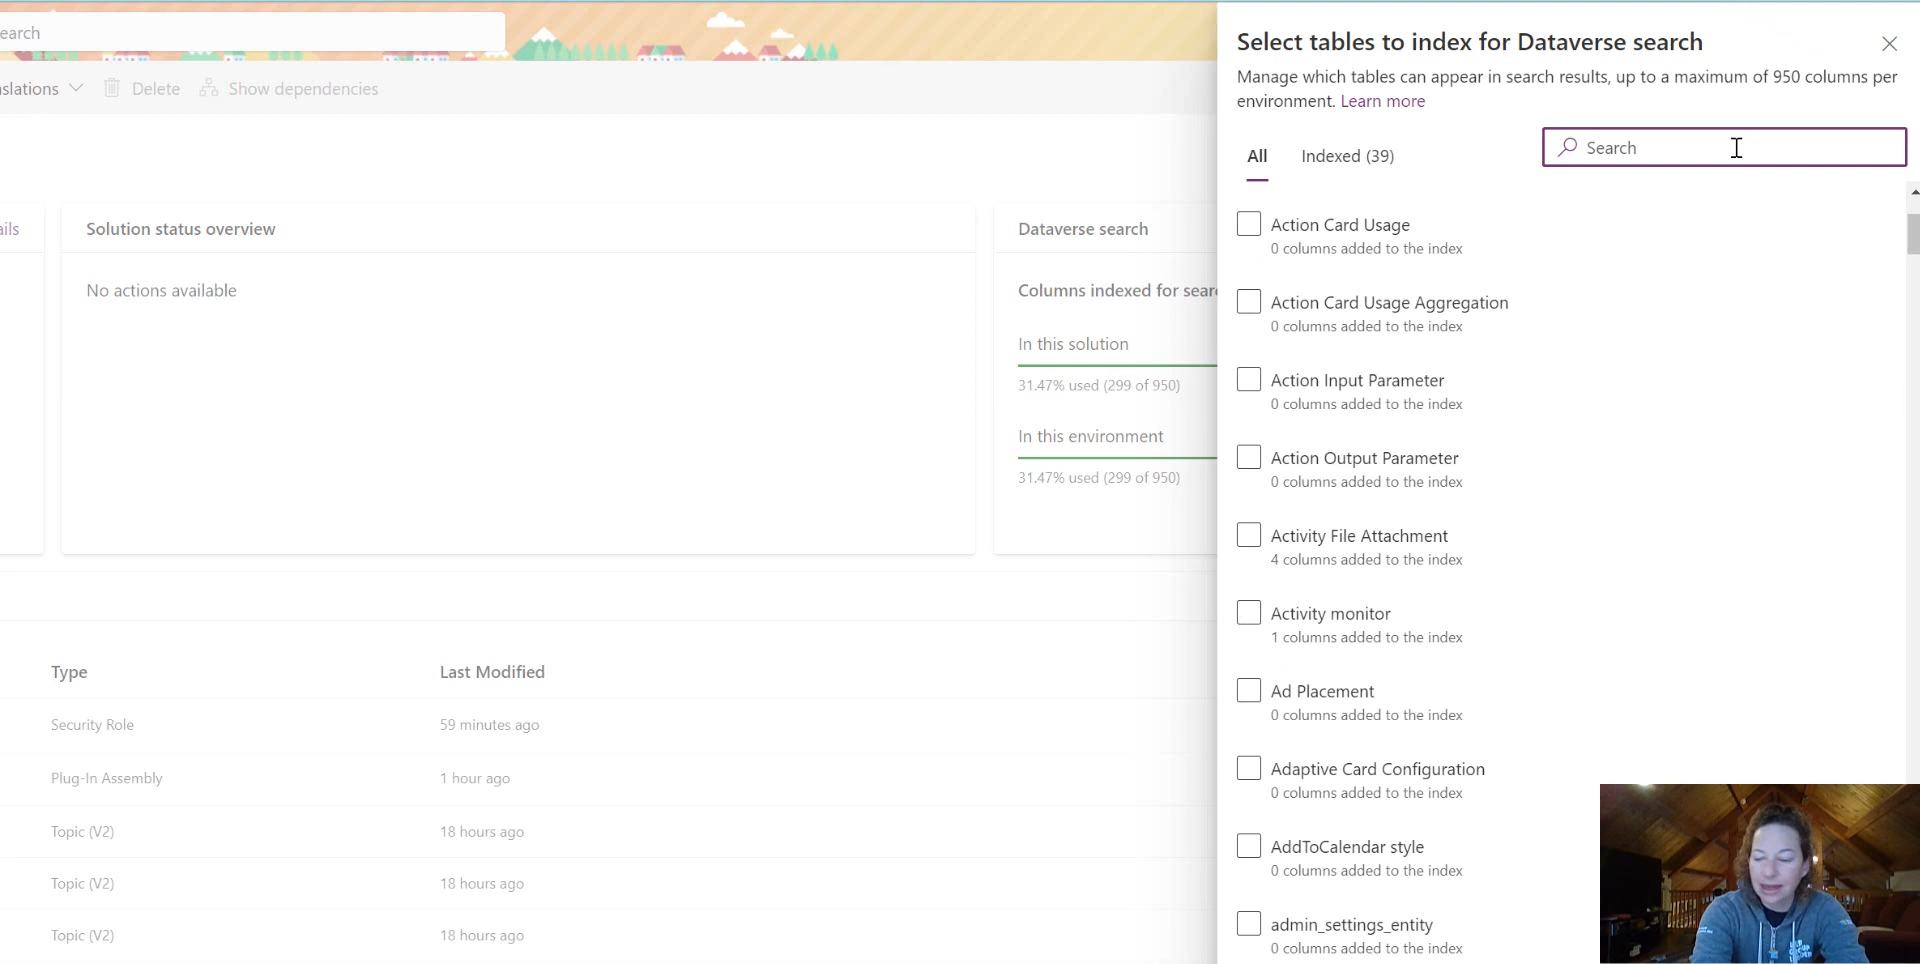 earch
slations
Delete
Show dependencies
ails
Solution status overview
No actions available
Dataverse search
Columns indexed for sear
In this solution
31.47% used (299 of 950)
In this environment
31.47% used (299 of 950)
Type
Last Modified
Security Role
59 minutes ago
Plug-In Assembly
1 hour ago
Topic (V2)
18 hours ago
Topic (V2)
18 hours ago
Topic (V2)
18 hours ago
Select tables to index for Dataverse search
Manage which tables can appear in search results, up to a maximum of 950 columns per
environment. Learn more
All
Indexed (39)
Search
Action Card Usage
0 columns added to the index
Action Card Usage Aggregation
0 columns added to the index
Action Input Parameter
0 columns added to the index
Action Output Parameter
0 columns added to the index
Activity File Attachment
4 columns added to the index
Activity monitor
1 columns added to the index
Ad Placement
0 columns added to the index
Adaptive Card Configuration
0 columns added to the index
AddToCalendar style
0 columns added to the index
admin_settings_entity
0 columns added to the index